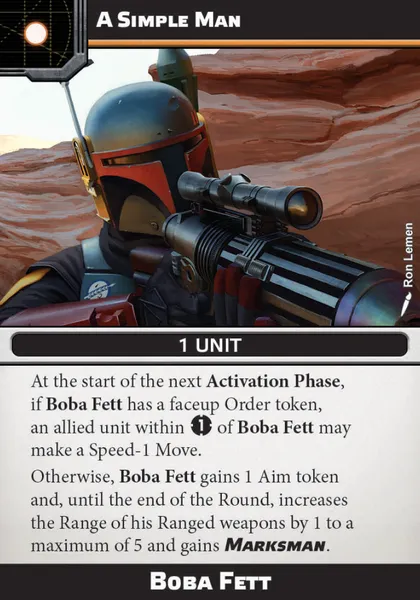 A Simple Man
Ron Lemen
1 UNIT
At the start of the next Activation Phase,
if Boba Fett has a faceup Order token,
an allied unit within 1 of Boba Fett may
make a Speed-1 Move.
Otherwise, Boba Fett gains 1 Aim token
and, until the end of the Round, increases
the Range of his Ranged weapons by 1 to a
maximum of 5 and gains Marksman.
Boba Fett